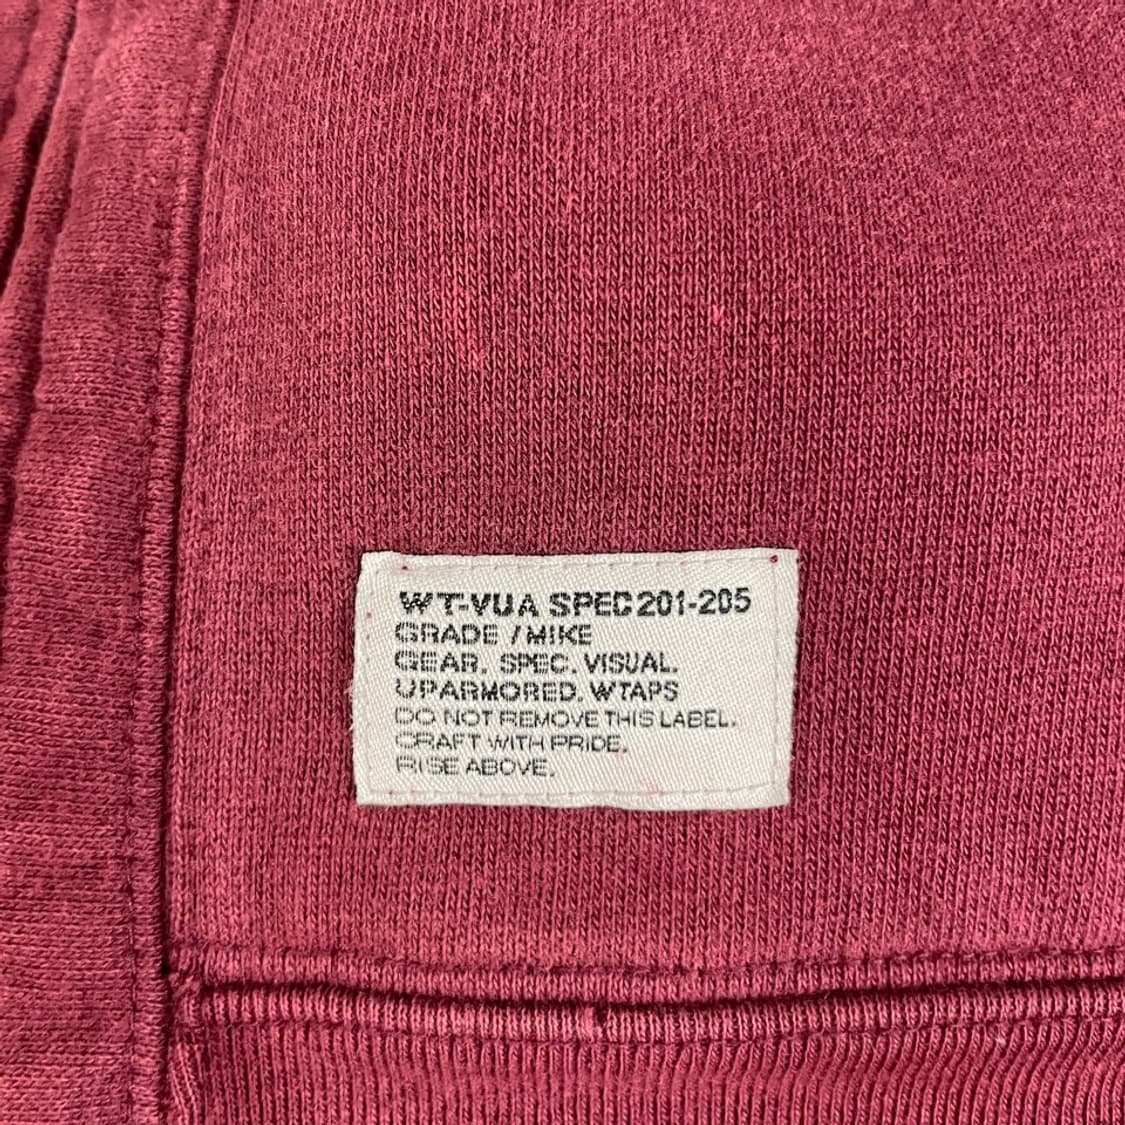 WT-VUA SPEC201-205
GRADE / MIKE
GEAR. SPEC. VISUAL.
UPARMORED. WTAPS
DO NOT REMOVE THIS LABEL.
CRAFT WITH PRIDE.
RISE ABOVE.